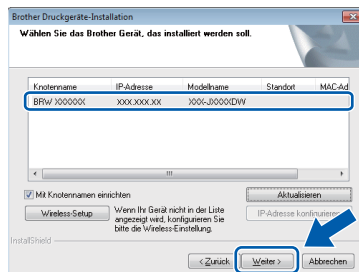 Brother Druckgeräte-Installation
Wählen Sie das Brother Gerät, das installiert werden soll.
Knotenname IP-Adresse Modellname Standort MAC-Ad
BRW XXXXXX XXX.XXX.XX XXX-JXXXXDW
Mit Knotennamen einrichten
Aktualisieren
Wireless-Setup
Wenn Ihr Gerät nicht in der Liste
angezeigt wird, konfigurieren Sie
bitte die Wireless-Einstellung.
IP-Adresse konfigurieren
InstallShield
< Zurück Weiter > Abbrechen